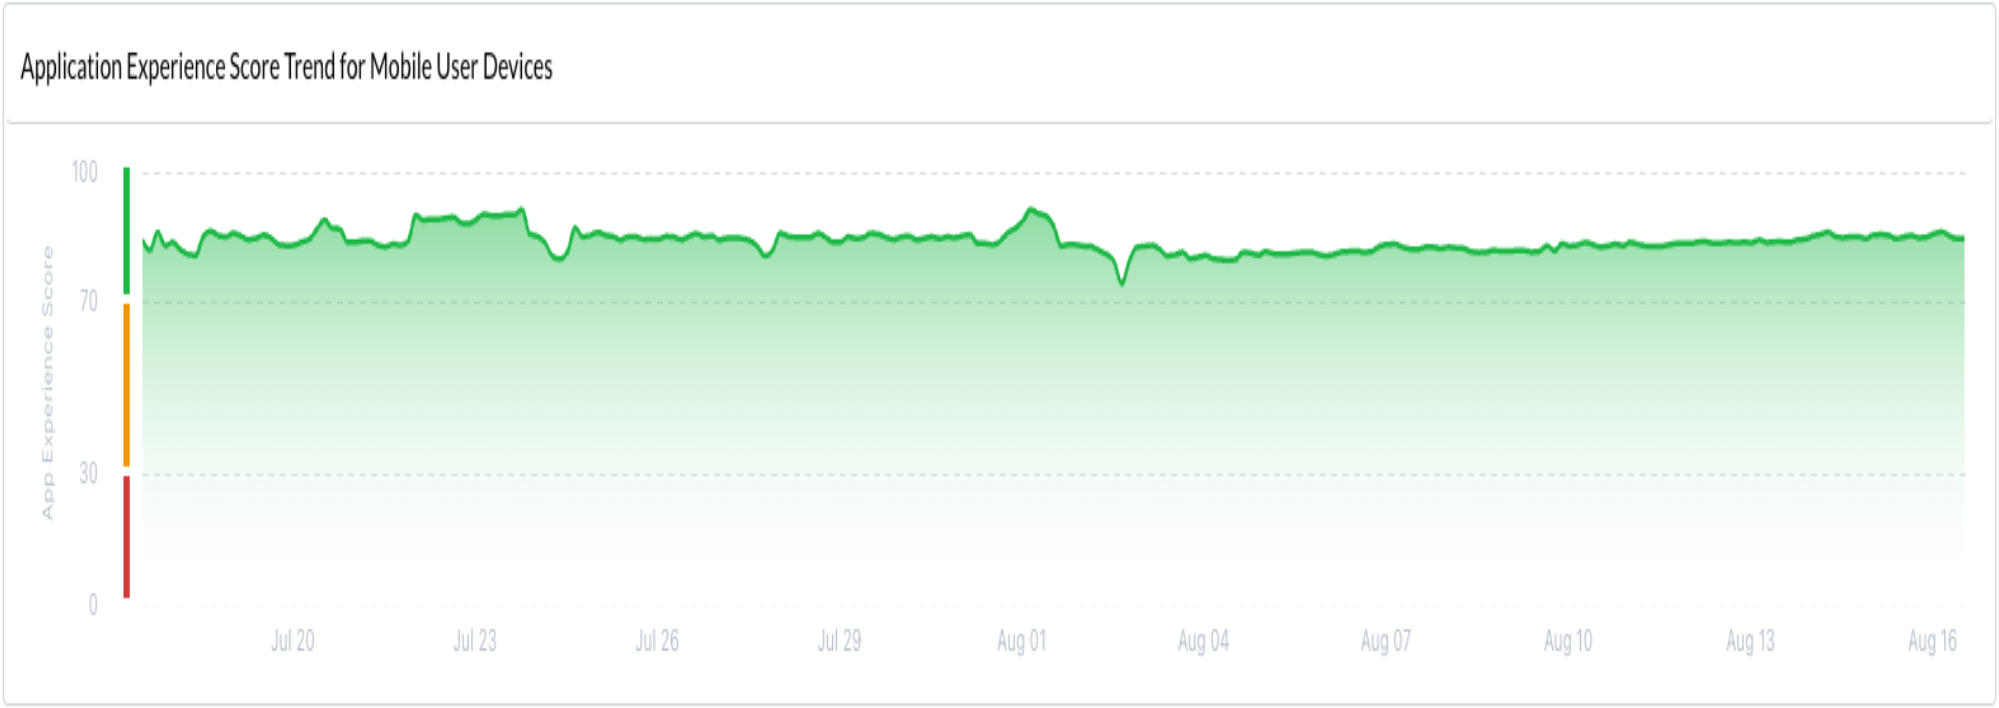 Application Experience Score Trend for Mobile User Devices
100
70
30
0
App Experience Score
Jul 20 Jul 23 Jul 26 Jul 29 Aug 01 Aug 04 Aug 07 Aug 10 Aug 13 Aug 16